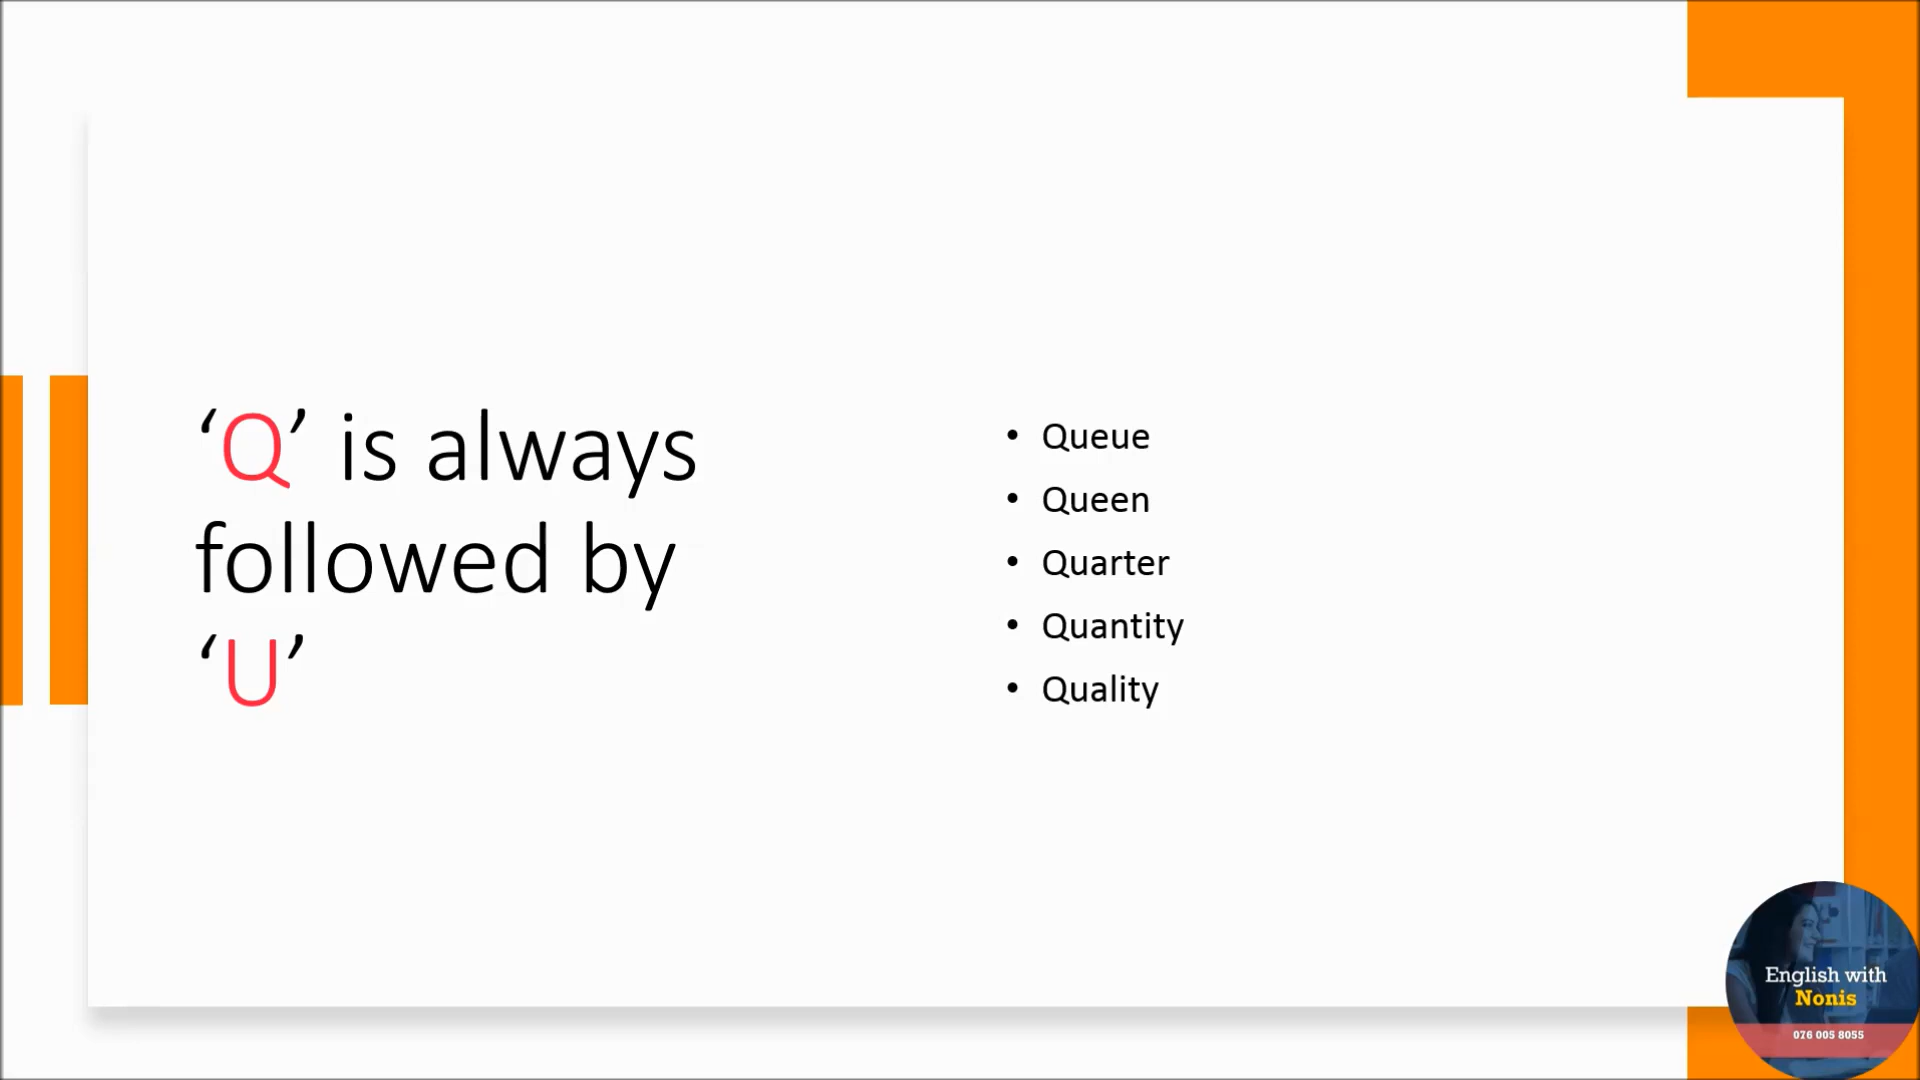 ‘Q’ is always
followed by
‘U’
• Queue
• Queen
• Quarter
• Quantity
• Quality
English with
Nonis
076 005 8055